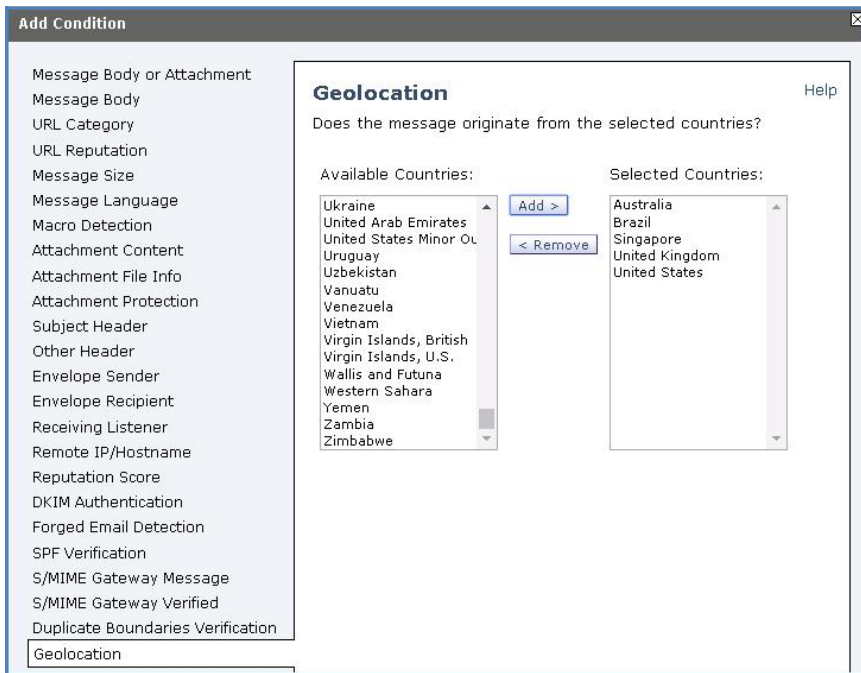 Add Condition
Message Body or Attachment
Message Body
URL Category
URL Reputation
Message Size
Message Language
Macro Detection
Attachment Content
Attachment File Info
Attachment Protection
Subject Header
Other Header
Envelope Sender
Envelope Recipient
Receiving Listener
Remote IP/Hostname
Reputation Score
DKIM Authentication
Forged Email Detection
SPF Verification
S/MIME Gateway Message
S/MIME Gateway Verified
Duplicate Boundaries Verification
Geolocation
Geolocation
Help
Does the message originate from the selected countries?
Available Countries:
Ukraine
United Arab Emirates
United States Minor Ou
Uruguay
Uzbekistan
Vanuatu
Venezuela
Vietnam
Virgin Islands, British
Virgin Islands, U.S.
Wallis and Futuna
Western Sahara
Yemen
Zambia
Zimbabwe
Add >
< Remove
Selected Countries:
Australia
Brazil
Singapore
United Kingdom
United States